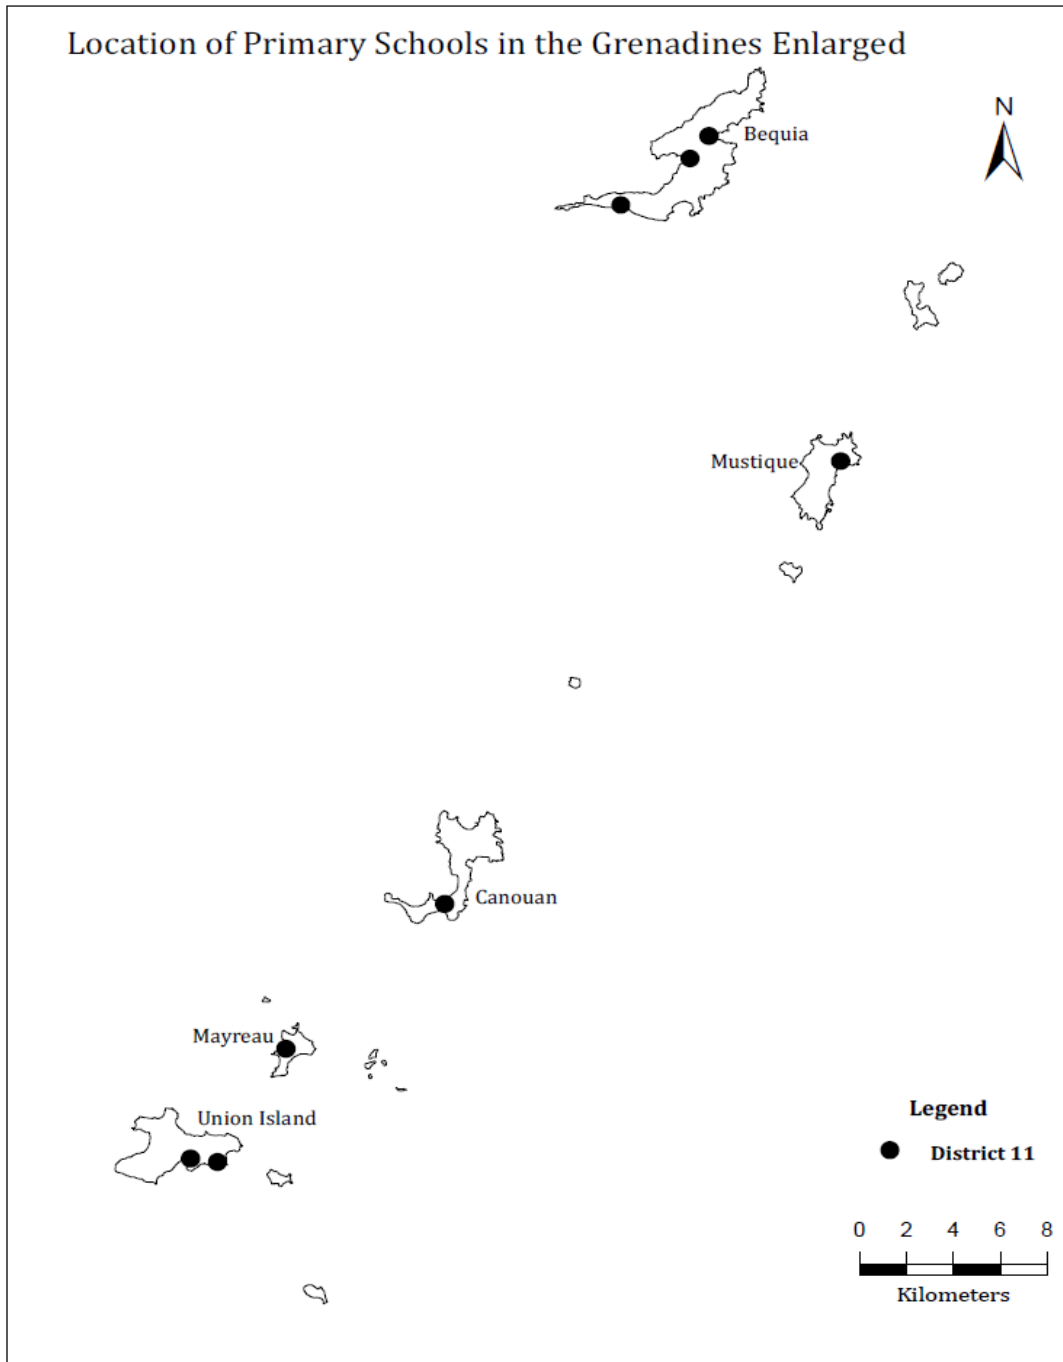 Location of Primary Schools in the Grenadines Enlarged
N
Bequia
Mustique
Canouan
Mayreau
Union Island
Legend
District 11
0 2 4 6 8
Kilometers